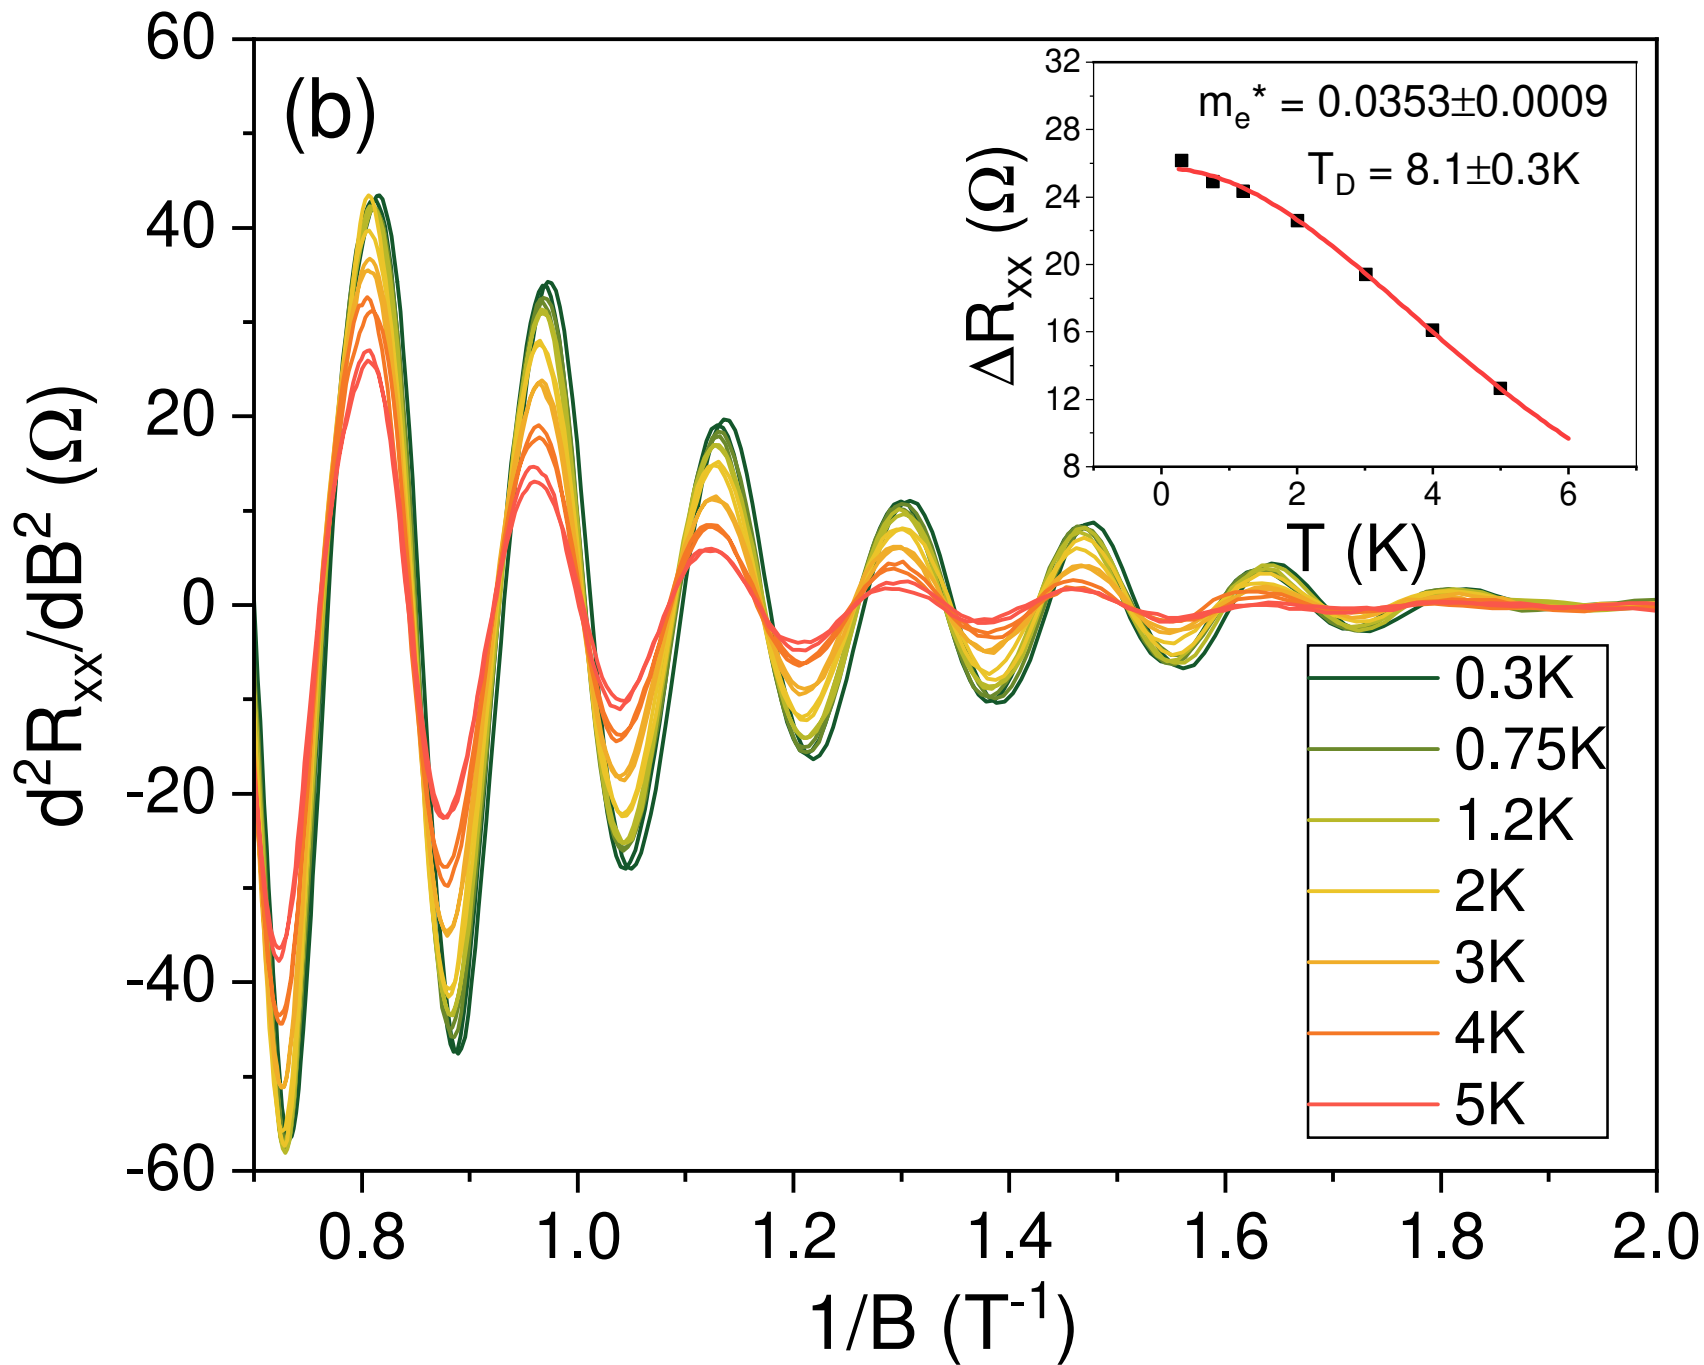 (b)
60
40
20
0
-20
-40
-60
d²Rₓₓ/dB² (Ω)
0.8 1.0 1.2 1.4 1.6 1.8 2.0
1/B (T⁻¹)
mₑ* = 0.0353±0.0009
T_D = 8.1±0.3K
32
28
24
20
16
12
8
ΔRₓₓ (Ω)
0 2 4 6
T (K)
0.3K
0.75K
1.2K
2K
3K
4K
5K